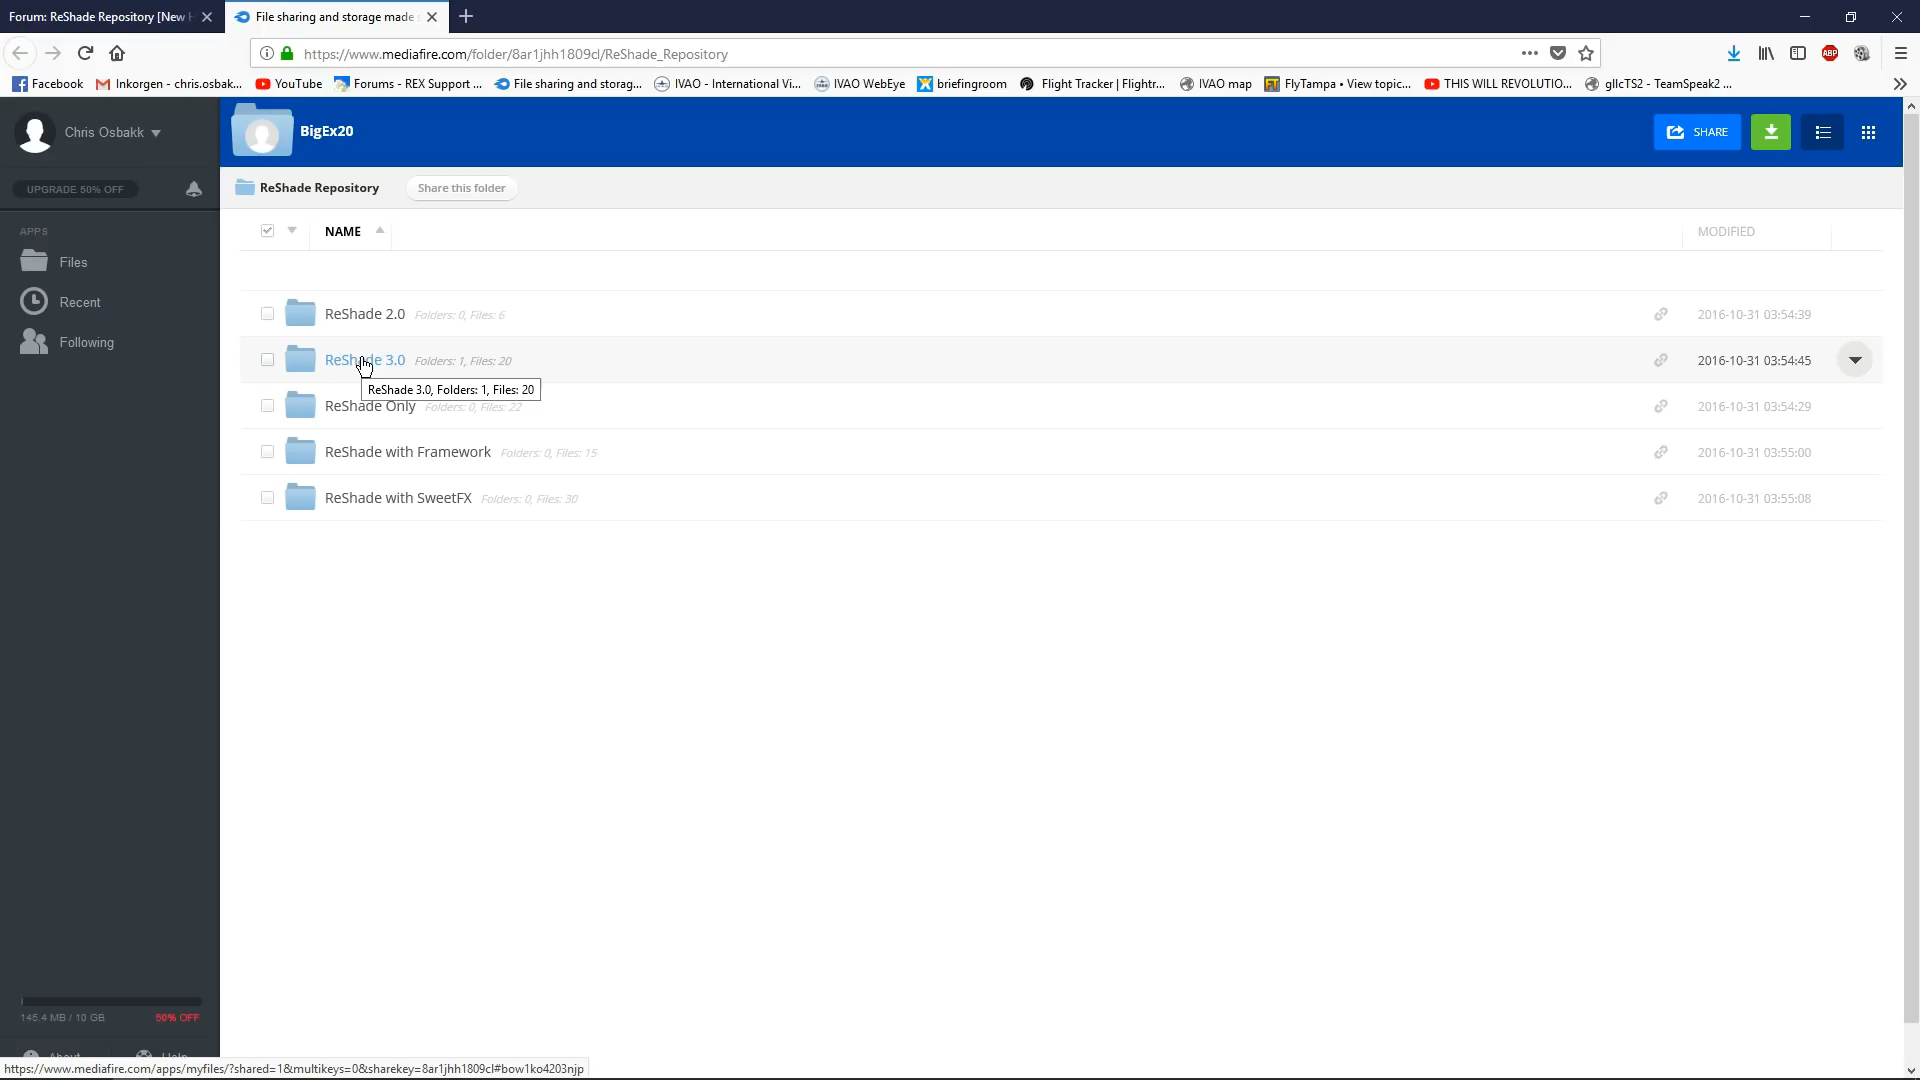 Forum: ReShade Repository [New H
File sharing and storage made
https://www.mediafire.com/folder/8ar1jhh1809cl/ReShade_Repository
Facebook
Inkorgen - chris.osbak...
YouTube
Forums - REX Support ...
File sharing and storag...
IVAO - International Vi...
IVAO WebEye
briefingroom
Flight Tracker | Flightr...
IVAO map
FlyTampa • View topic...
THIS WILL REVOLUTIO...
gllcTS2 - TeamSpeak2 ...
Chris Osbakk
BigEx20
SHARE
UPGRADE 50% OFF
ReShade Repository
Share this folder
APPS
NAME
MODIFIED
Files
Recent
Following
ReShade 2.0 Folders: 0, Files: 6 2016-10-31 03:54:39
ReShade 3.0 Folders: 1, Files: 20 2016-10-31 03:54:45
ReShade 3.0, Folders: 1, Files: 20
ReShade Only Folders: 0, Files: 22 2016-10-31 03:54:29
ReShade with Framework Folders: 0, Files: 15 2016-10-31 03:55:00
ReShade with SweetFX Folders: 0, Files: 30 2016-10-31 03:55:08
145.4 MB / 10 GB 50% OFF
About Help
https://www.mediafire.com/apps/myfiles/?shared=1&multikeys=0&sharekey=8ar1jhh1809cl#bow1ko4203njp